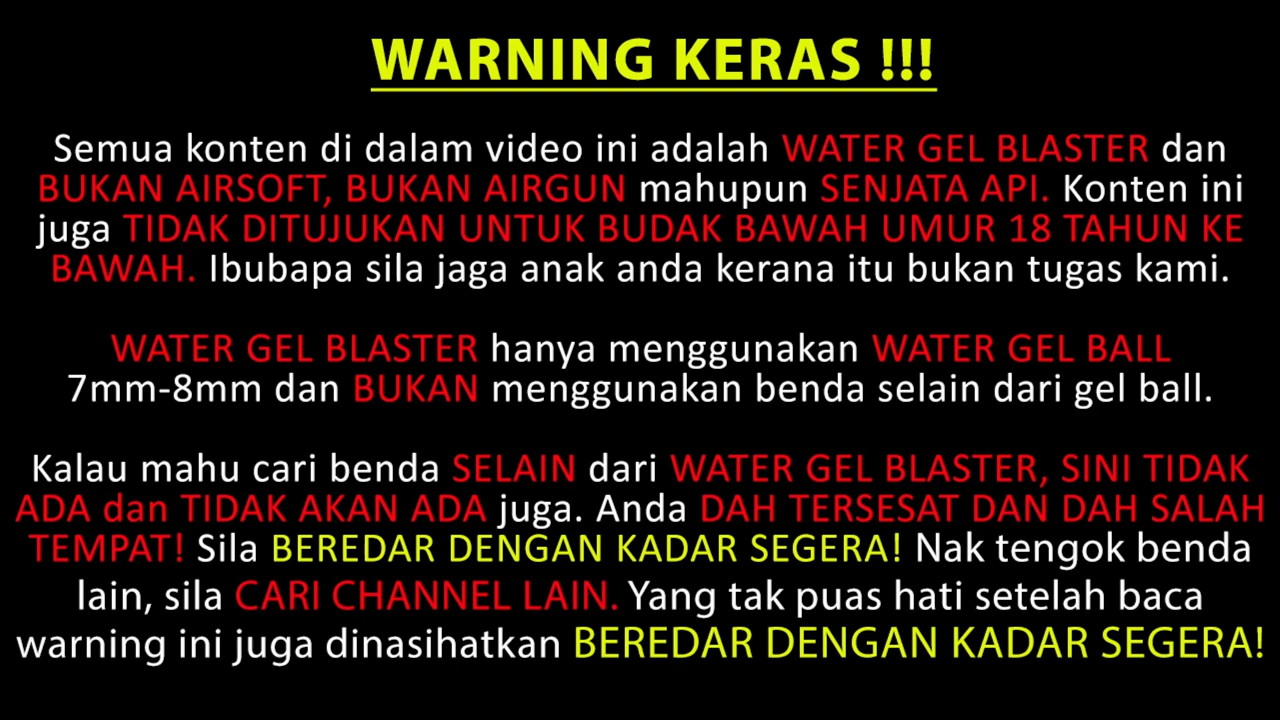 WARNING KERAS !!!
Semua konten di dalam video ini adalah WATER GEL BLASTER dan
BUKAN AIRSOFT, BUKAN AIRGUN mahupun SENJATA API. Konten ini
juga TIDAK DITUJUKAN UNTUK BUDAK BAWAH UMUR 18 TAHUN KE
BAWAH. Ibubapa sila jaga anak anda kerana itu bukan tugas kami.
WATER GEL BLASTER hanya menggunakan WATER GEL BALL
7mm-8mm dan BUKAN menggunakan benda selain dari gel ball.
Kalau mahu cari benda SELAIN dari WATER GEL BLASTER, SINI TIDAK
ADA dan TIDAK AKAN ADA juga. Anda DAH TERSESAT DAN DAH SALAH
TEMPAT! Sila BEREDAR DENGAN KADAR SEGERA! Nak tengok benda
lain, sila CARI CHANNEL LAIN. Yang tak puas hati setelah baca
warning ini juga dinasihatkan BEREDAR DENGAN KADAR SEGERA!